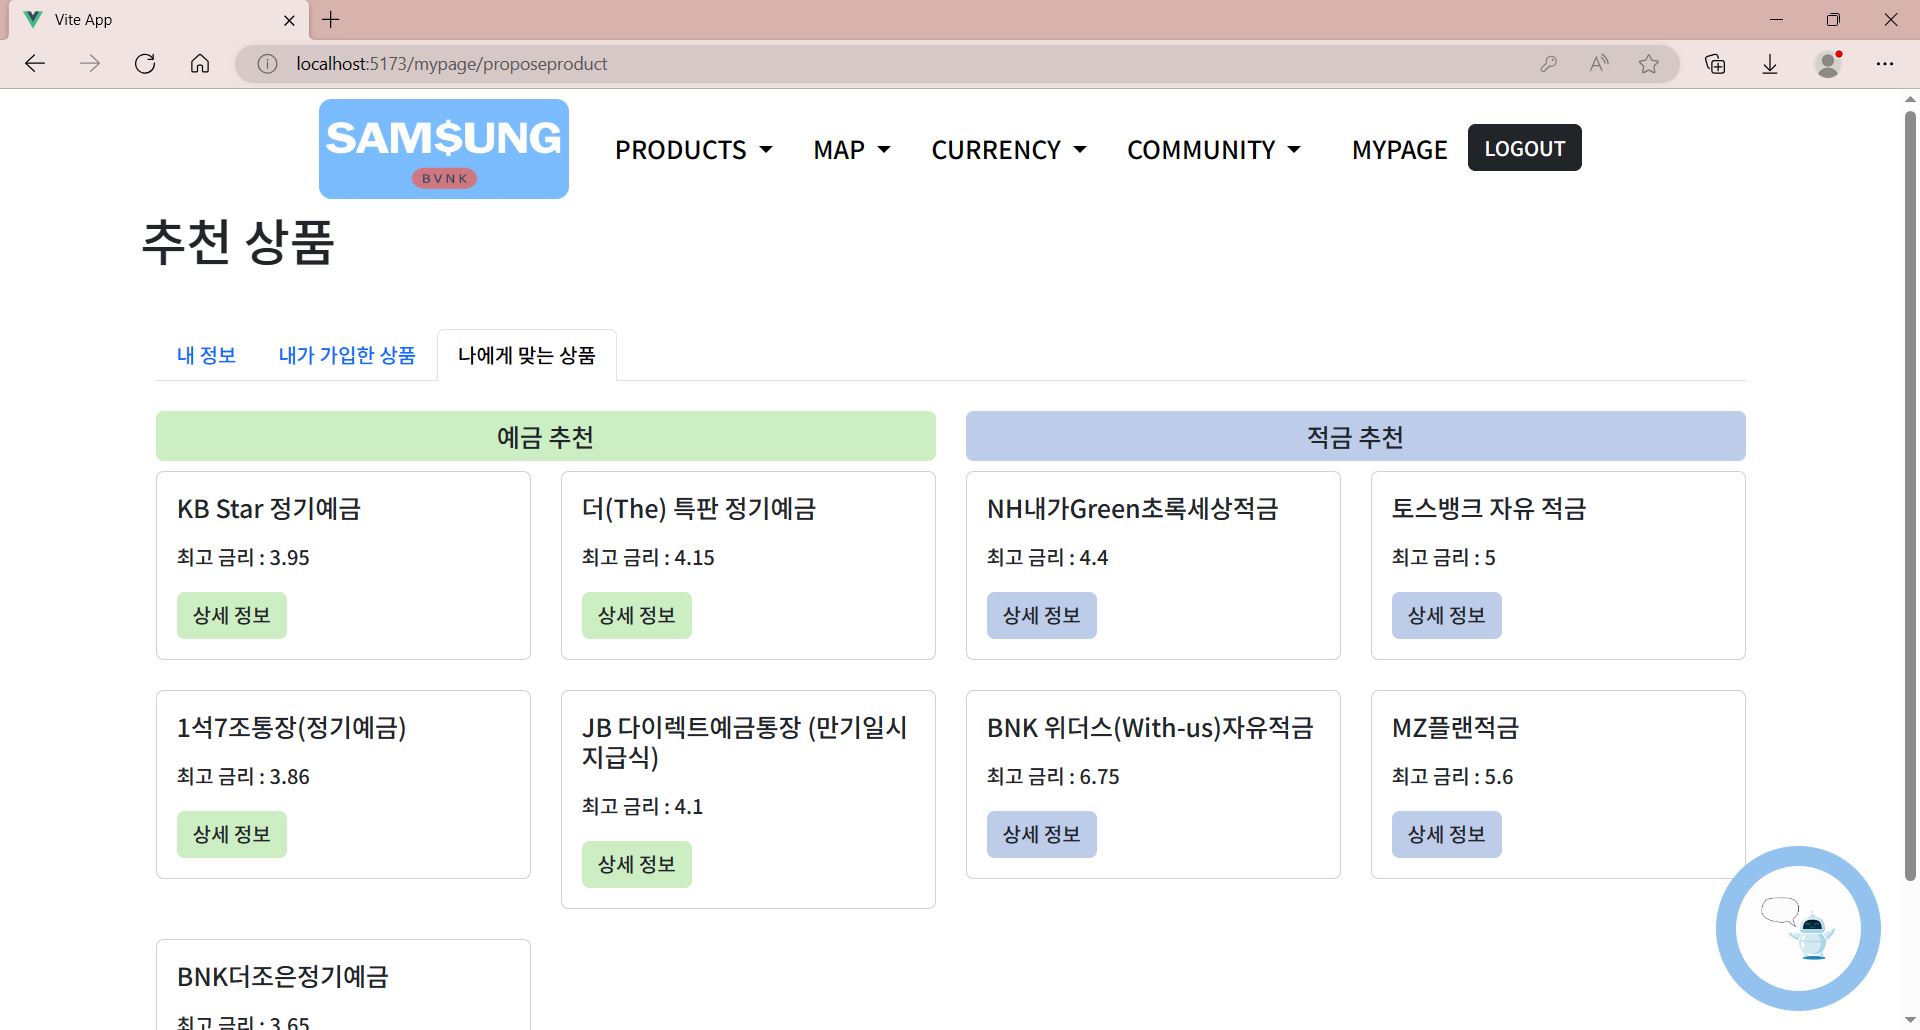 Vite App
localhost:5173/mypage/proposeproduct
SAM$UNG
BVNK
PRODUCTS
MAP
CURRENCY
COMMUNITY
MYPAGE
LOGOUT
추천 상품
내 정보
내가 가입한 상품
나에게 맞는 상품
예금 추천
KB Star 정기예금
최고 금리 : 3.95
상세 정보
더(The) 특판 정기예금
최고 금리 : 4.15
상세 정보
1석7조통장(정기예금)
최고 금리 : 3.86
상세 정보
JB 다이렉트예금통장 (만기일시
지급식)
최고 금리 : 4.1
상세 정보
BNK더조은정기예금
최고 금리 : 3.65
적금 추천
NH내가Green초록세상적금
최고 금리 : 4.4
상세 정보
토스뱅크 자유 적금
최고 금리 : 5
상세 정보
BNK 위더스(With-us)자유적금
최고 금리 : 6.75
상세 정보
MZ플랜적금
최고 금리 : 5.6
상세 정보